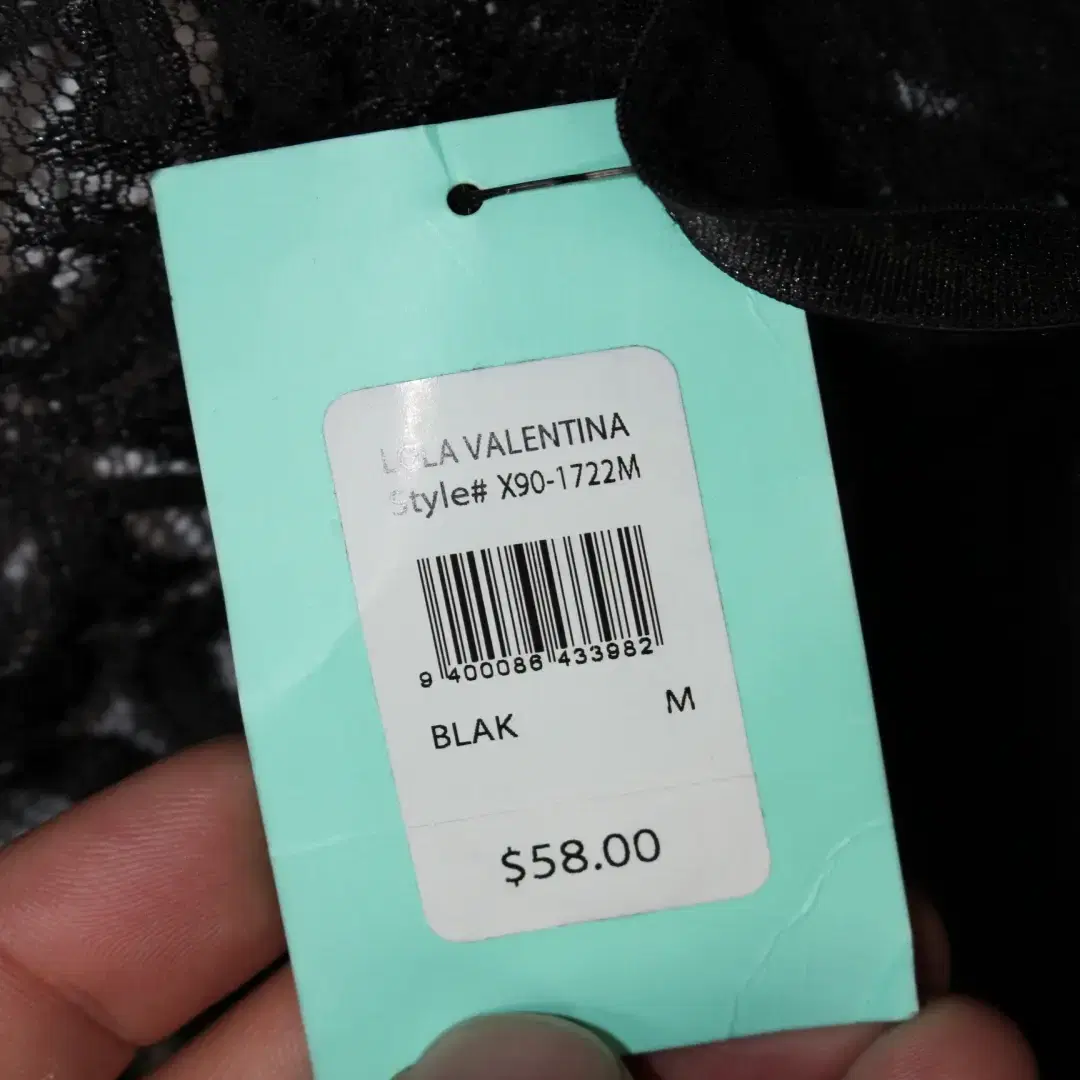 LOLA VALENTINA
Style# X90-1722M
9 400086 433982
BLAK M
$58.00